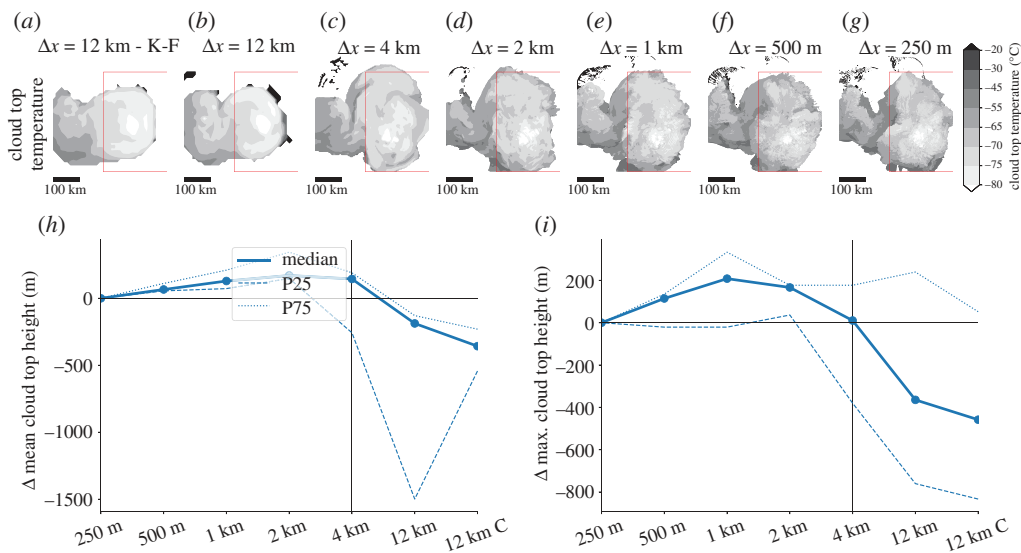 (a)
Δx = 12 km - K-F
(b)
Δx = 12 km
(c)
Δx = 4 km
(d)
Δx = 2 km
(e)
Δx = 1 km
(f)
Δx = 500 m
(g)
Δx = 250 m
cloud top
temperature
100 km
100 km
100 km
100 km
100 km
100 km
100 km
−20
−30
−45
−55
−65
−70
−75
−80
cloud top temperature (°C)
(h)
median
P25
P75
0
−500
−1000
−1500
Δ mean cloud top height (m)
250 m
500 m
1 km
2 km
4 km
12 km
12 km C
(i)
200
0
−200
−400
−600
−800
Δ max. cloud top height (m)
250 m
500 m
1 km
2 km
4 km
12 km
12 km C